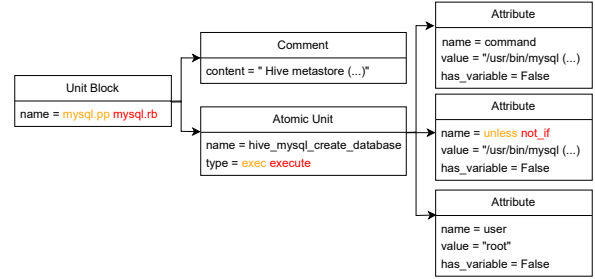 Unit Block
name = mysql.pp mysql.rb
Comment
content = " Hive metastore (...)"
Atomic Unit
name = hive_mysql_create_database
type = exec execute
Attribute
name = command
value = "/usr/bin/mysql (...)
has_variable = False
Attribute
name = unless not_if
value = "/usr/bin/mysql (...)
has_variable = False
Attribute
name = user
value = "root"
has_variable = False